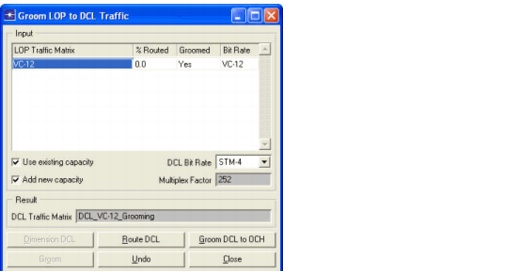 Groom LOP to DCL Traffic
Input
LOP Traffic Matrix % Routed Groomed Bit Rate
VC-12 0.0 Yes VC-12
Use existing capacity DCL Bit Rate STM-4
Add new capacity Multiplex Factor 252
Result
DCL Traffic Matrix DCL_VC-12_Grooming
Dimension DCL Route DCL Groom DCL to OCH
Groom Undo Close